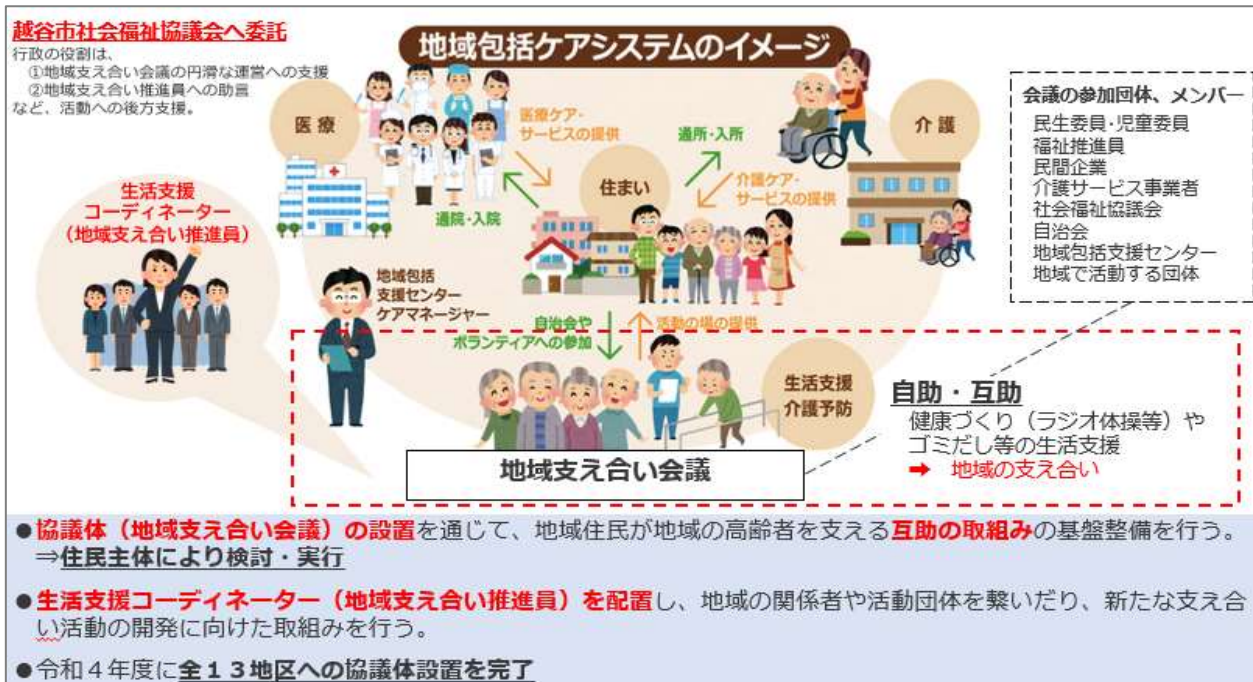 越谷市社会福祉協議会へ委託
行政の役割は、
①地域支え合い会議の円滑な運営への支援
②地域支え合い推進員への助言
など、活動への後方支援。
地域包括ケアシステムのイメージ
医療
医療ケア・
サービスの提供
通院・入院
住まい
通所・入所
介護ケア・
サービスの提供
介護
会議の参加団体、メンバー
民生委員・児童委員
福祉推進員
民間企業
介護サービス事業者
社会福祉協議会
自治会
地域包括支援センター
地域で活動する団体
生活支援
コーディネーター
（地域支え合い推進員）
地域包括
支援センター
ケアマネージャー
自治会や
ボランティアへの参加
活動の場の提供
生活支援
介護予防
自助・互助
健康づくり（ラジオ体操等）や
ゴミだし等の生活支援
➡ 地域の支え合い
地域支え合い会議
●協議体（地域支え合い会議）の設置を通じて、地域住民が地域の高齢者を支える互助の取組みの基盤整備を行う。
⇒住民主体により検討・実行
●生活支援コーディネーター（地域支え合い推進員）を配置し、地域の関係者や活動団体を繋いだり、新たな支え合
い活動の開発に向けた取組みを行う。
●令和４年度に全１３地区への協議体設置を完了